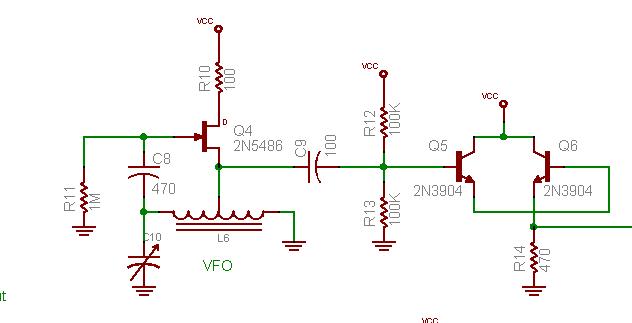 VCC
R10
100
D
Q4
2N5486
C8
470
R11
1M
C10
L6
VFO
C9
100
VCC
R12
100K
R13
100K
VCC
Q5
2N3904
Q6
2N3904
R14
470
VCC